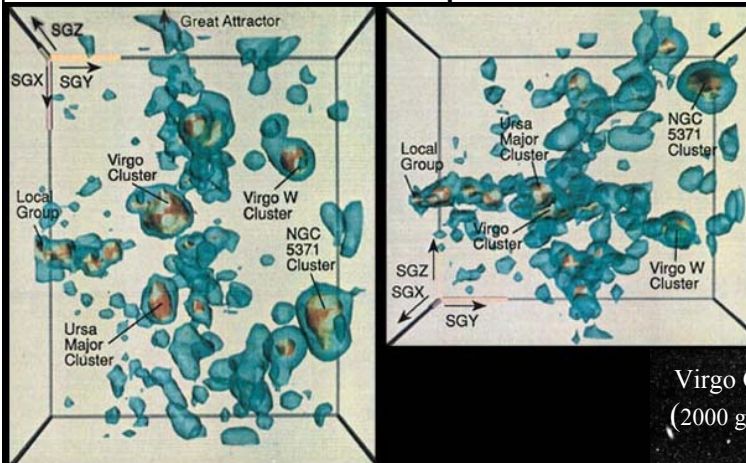 SGZ
Great Attractor
SGX
SGY
Virgo
Cluster
Local
Group
Virgo W
Cluster
NGC
5371
Cluster
Ursa
Major
Cluster
NGC
5371
Cluster
Ursa
Major
Cluster
Local
Group
Virgo
Cluster
Virgo W
Cluster
SGZ
SGX
SGY
Virgo
(2000